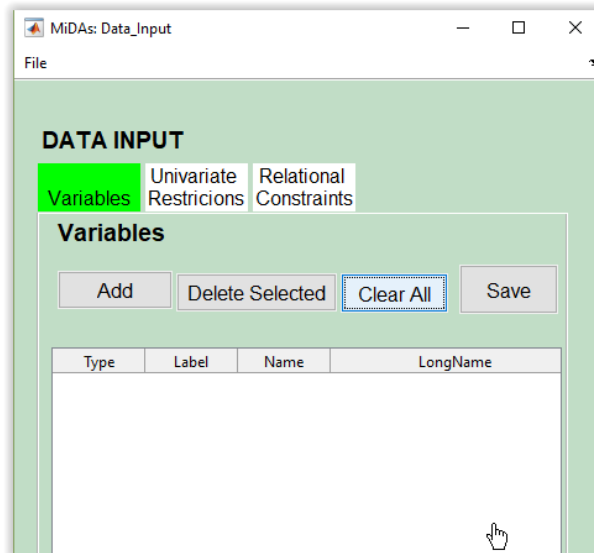 MiDAs: Data_Input
File
DATA INPUT
Variables
Univariate
Restricions
Relational
Constraints
Variables
Add
Delete Selected
Clear All
Save
Type Label Name LongName